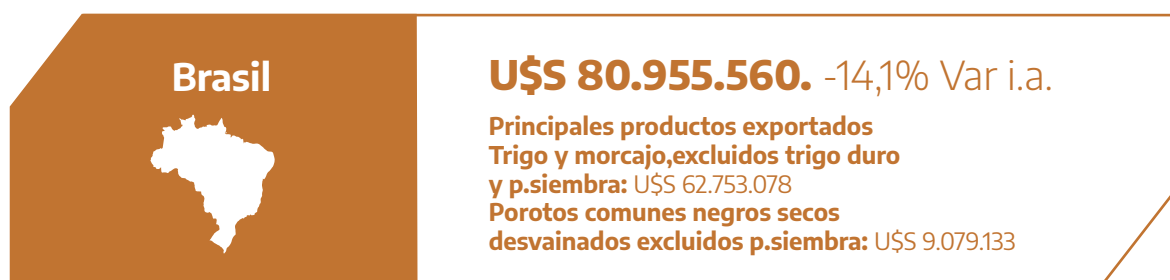 Brasil
U$S 80.955.560. -14,1% Var i.a.
Principales productos exportados
Trigo y morcajo,excluidos trigo duro
y p.siembra: U$S 62.753.078
Porotos comunes negros secos
desvainados excluidos p.siembra: U$S 9.079.133